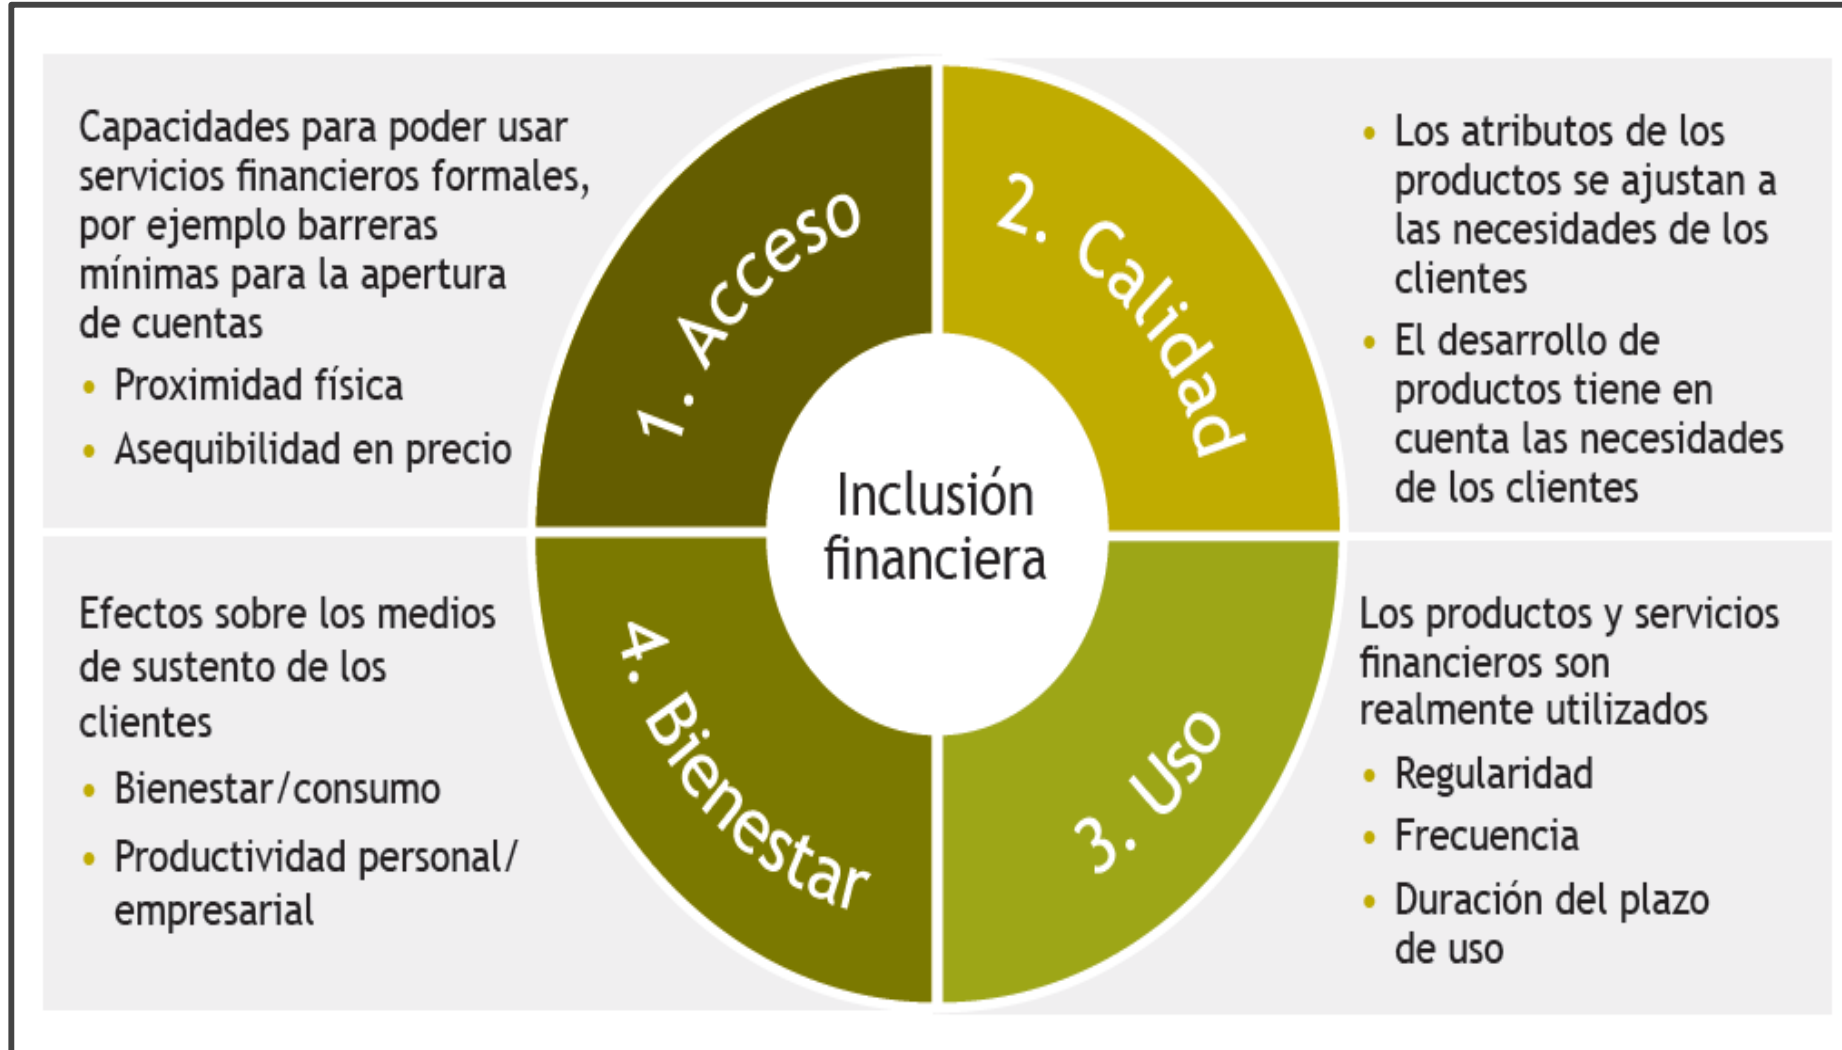 Capacidades para poder usar
servicios financieros formales,
por ejemplo barreras
mínimas para la apertura
de cuentas
• Proximidad física
• Asequibilidad en precio
1. Acceso
2. Calidad
• Los atributos de los
productos se ajustan a
las necesidades de los
clientes
• El desarrollo de
productos tiene en
cuenta las necesidades
de los clientes
Inclusión
financiera
Efectos sobre los medios
de sustento de los
clientes
• Bienestar/consumo
• Productividad personal/
empresarial
4. Bienestar
3. Uso
Los productos y servicios
financieros son
realmente utilizados
• Regularidad
• Frecuencia
• Duración del plazo
de uso